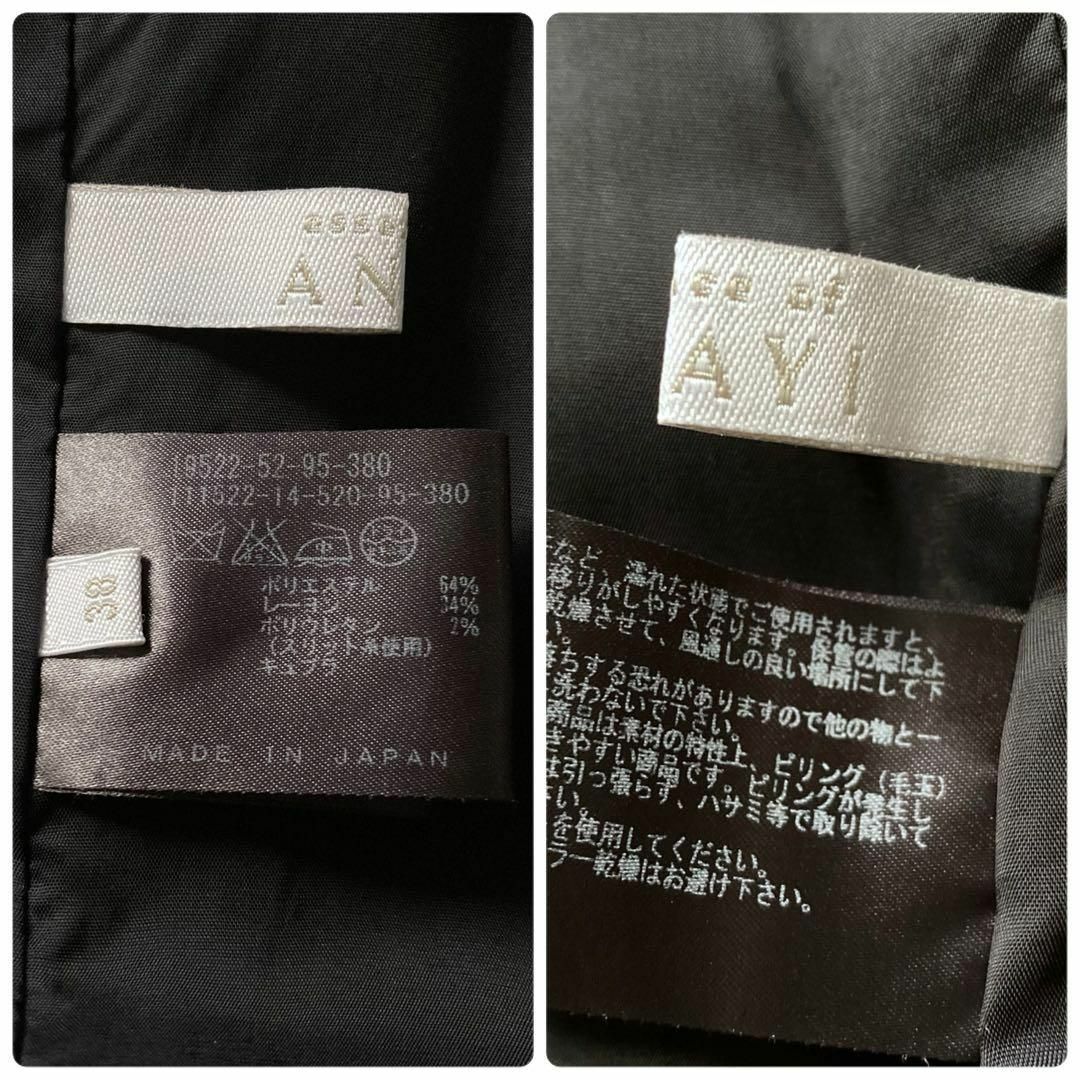 esse
AN
18522-52-95-380
111522-14-520-95-380
38
ポリエステル 64%
レーヨン 34%
ポリウレタン 2%
(スリット糸使用)
キュプラ
MADE IN JAPAN
ce of
AYI
など、濡れた状態でご使用されますと、
移りがしやすくなります。保管の際はよ
乾燥させて、風通しの良い場所にして下
落ちする恐れがありますので他の物と一
洗わないで下さい。
商品は素材の特性上、ピリング(毛玉)
きやすい商品です。ピリングが発生し
は引っ張らず、ハサミ等で取り除いて
さい。
を使用してください。
ラー乾燥はお避け下さい。